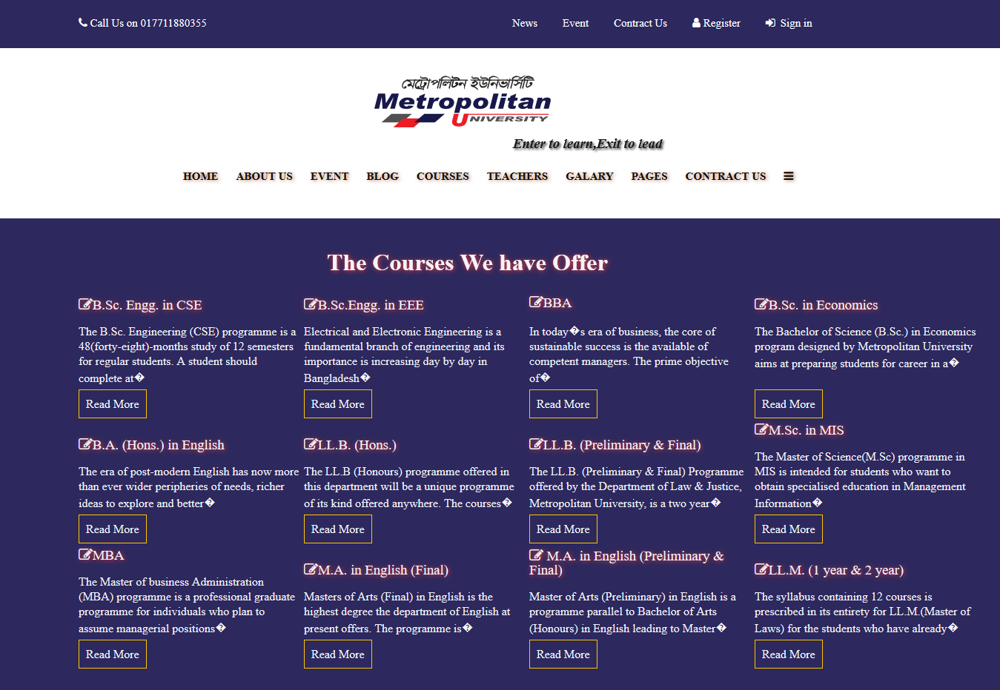 Call Us on 017711880355 News Event Contract Us Register Sign in
মেট্রোপলিটন ইউনিভার্সিটি
Metropolitan
UNIVERSITY
Enter to learn,Exit to lead
HOME ABOUT US EVENT BLOG COURSES TEACHERS GALARY PAGES CONTRACT US
The Courses We have Offer
B.Sc. Engg. in CSE
The B.Sc. Engineering (CSE) programme is a
48(forty-eight)-months study of 12 semesters
for regular students. A student should
complete at�
Read More
B.Sc.Engg. in EEE
Electrical and Electronic Engineering is a
fundamental branch of engineering and its
importance is increasing day by day in
Bangladesh�
Read More
BBA
In today�s era of business, the core of
sustainable success is the available of
competent managers. The prime objective
of�
Read More
B.Sc. in Economics
The Bachelor of Science (B.Sc.) in Economics
program designed by Metropolitan University
aims at preparing students for career in a�
Read More
B.A. (Hons.) in English
The era of post-modern English has now more
than ever wider peripheries of needs, richer
ideas to explore and better�
Read More
LL.B. (Hons.)
The LL.B (Honours) programme offered in
this department will be a unique programme
of its kind offered anywhere. The courses�
Read More
LL.B. (Preliminary & Final)
The LL.B. (Preliminary & Final) Programme
offered by the Department of Law & Justice,
Metropolitan University, is a two year�
Read More
M.Sc. in MIS
The Master of Science(M.Sc) programme in
MIS is intended for students who want to
obtain specialised education in Management
Information�
Read More
MBA
The Master of business Administration
(MBA) programme is a professional graduate
programme for individuals who plan to
assume managerial positions�
Read More
M.A. in English (Final)
Masters of Arts (Final) in English is the
highest degree the department of English at
present offers. The programme is�
Read More
M.A. in English (Preliminary &
Final)
Master of Arts (Preliminary) in English is a
programme parallel to Bachelor of Arts
(Honours) in English leading to Master�
Read More
LL.M. (1 year & 2 year)
The syllabus containing 12 courses is
prescribed in its entirety for LL.M.(Master of
Laws) for the students who have already�
Read More